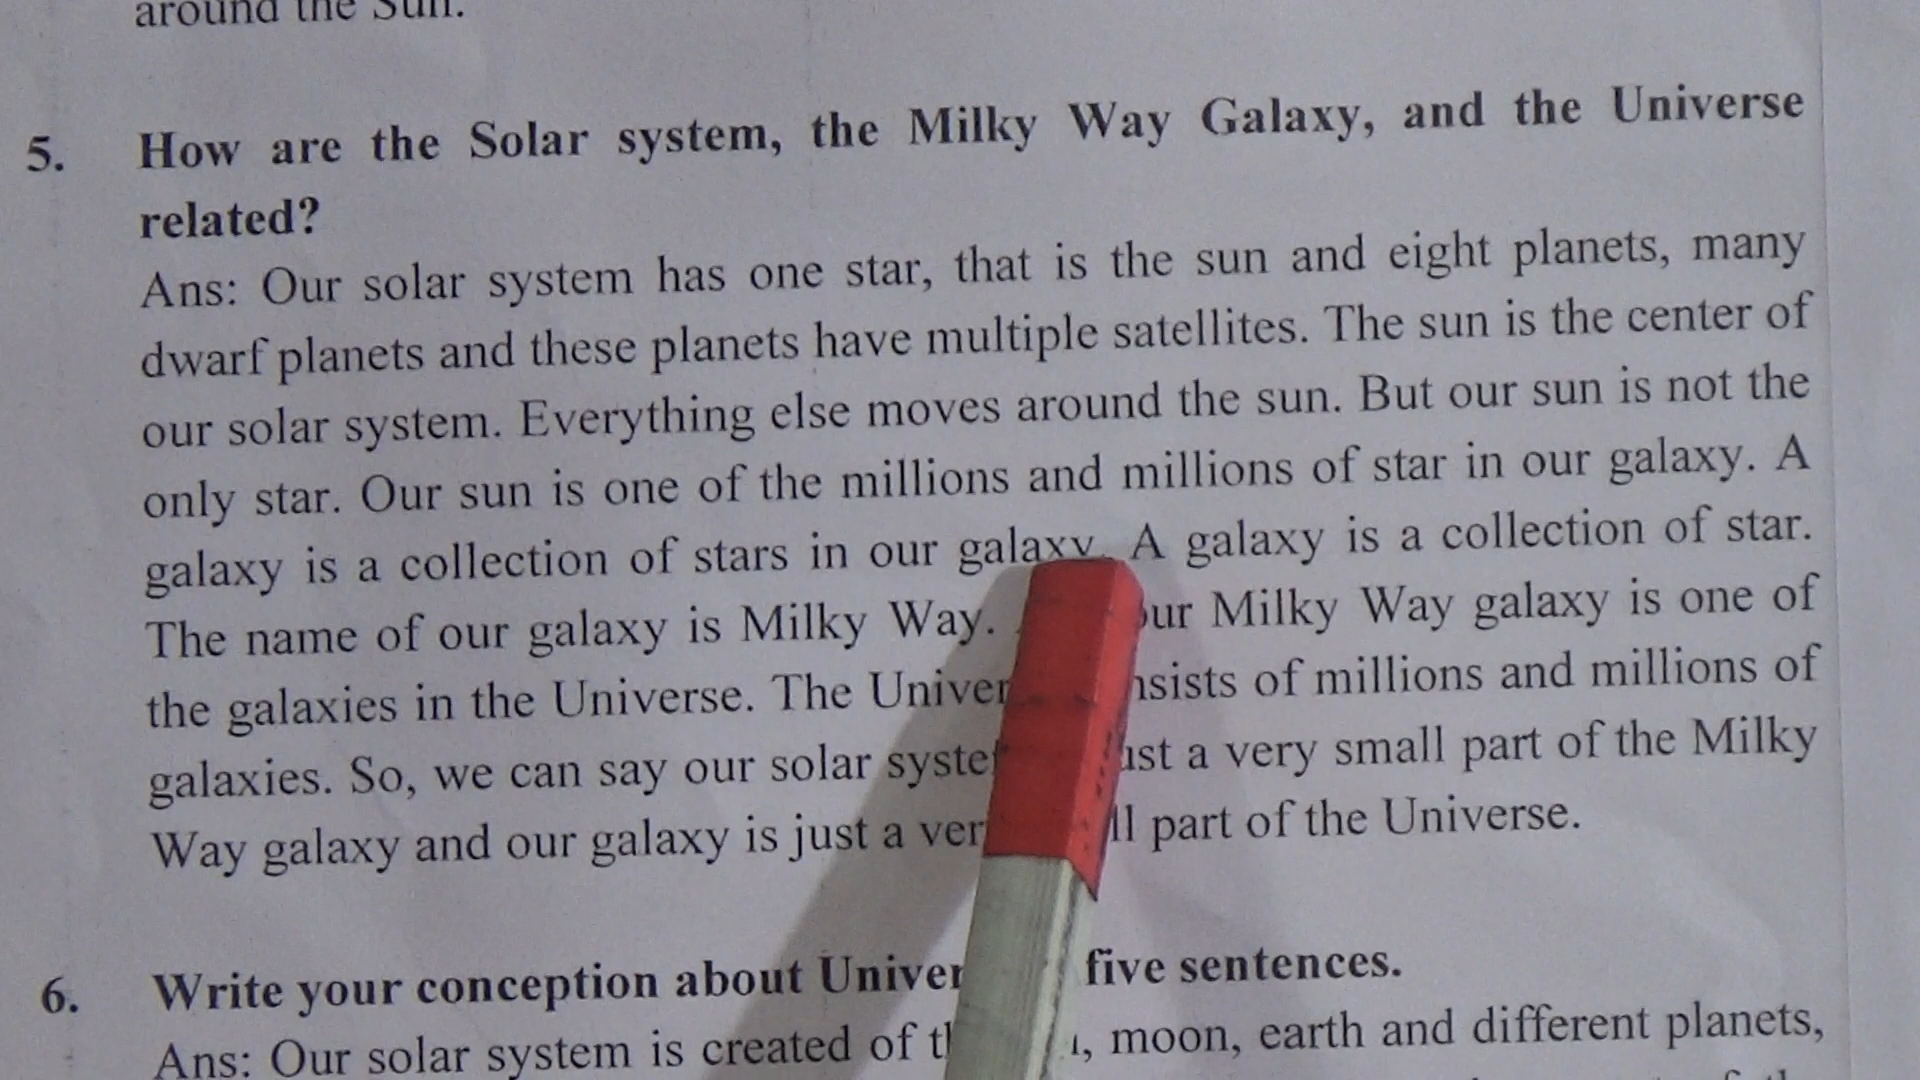 around the Sun.
5. How are the Solar system, the Milky Way Galaxy, and the Universe
related?
Ans: Our solar system has one star, that is the sun and eight planets, many
dwarf planets and these planets have multiple satellites. The sun is the center of
our solar system. Everything else moves around the sun. But our sun is not the
only star. Our sun is one of the millions and millions of star in our galaxy. A
galaxy is a collection of stars in our galaxy. A galaxy is a collection of star.
The name of our galaxy is Milky Way. our Milky Way galaxy is one of
the galaxies in the Universe. The of millions and millions of
galaxies. So, we can say our solar a very small part of the Milky
Way galaxy and our galaxy is just a part of the Universe.
6. Write your conception about five sentences.
Ans: Our solar system is created of moon, earth and different planets,